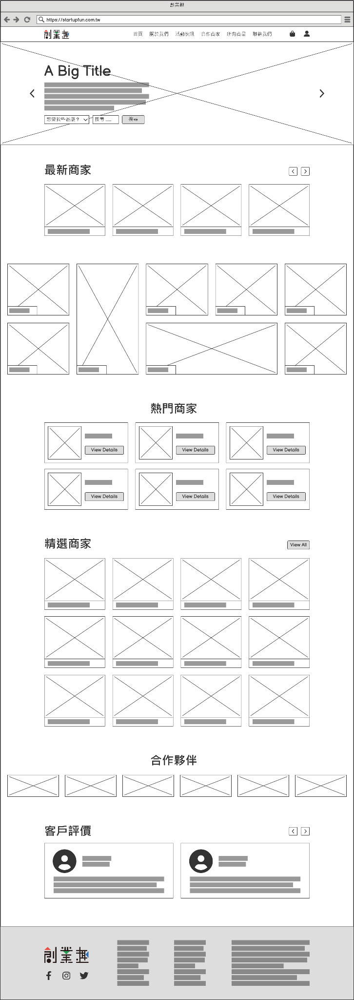 創業趣
https://startupfun.com.tw
創業趣 首頁 關於我們 活動快訊 合作商家 所有商品 聯絡我們
A Big Title
想要找些甚麼？ 搜尋 ...... 搜尋
最新商家
熱門商家
View Details View Details View Details
View Details View Details View Details
精選商家 View All
合作夥伴
客戶評價
創業趣